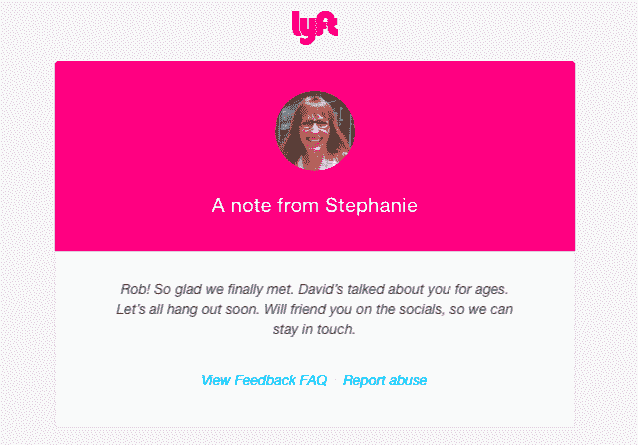 lyft
A note from Stephanie
Rob! So glad we finally met. David's talked about you for ages.
Let's all hang out soon. Will friend you on the socials, so we can
stay in touch.
View Feedback FAQ Report abuse